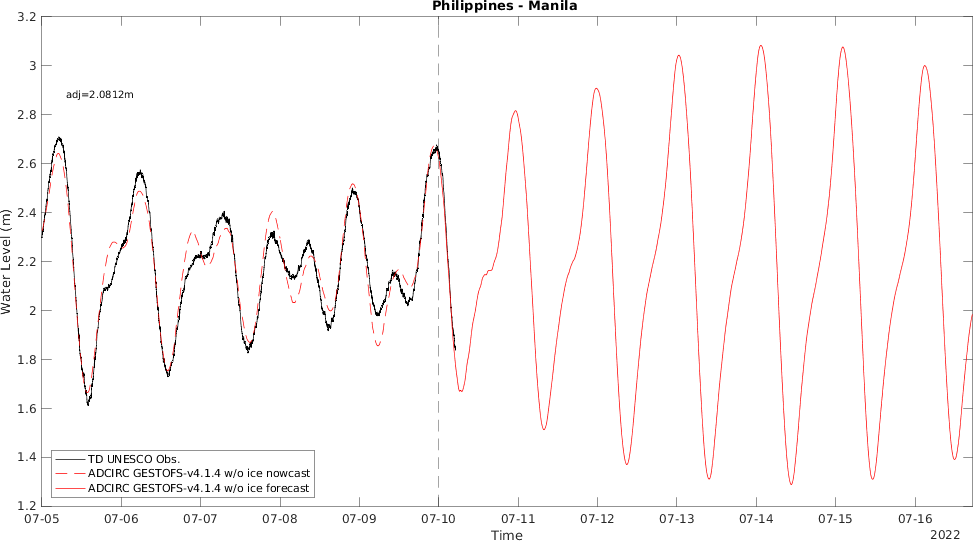 Philippines - Manila
3.2
3
2.8
2.6
2.4
2.2
2
1.8
1.6
1.4
1.2
Water Level (m)
adj=2.0812m
TD UNESCO Obs.
ADCIRC GESTOFS-v4.1.4 w/o ice nowcast
ADCIRC GESTOFS-v4.1.4 w/o ice forecast
07-05 07-06 07-07 07-08 07-09 07-10 07-11 07-12 07-13 07-14 07-15 07-16
2022
Time